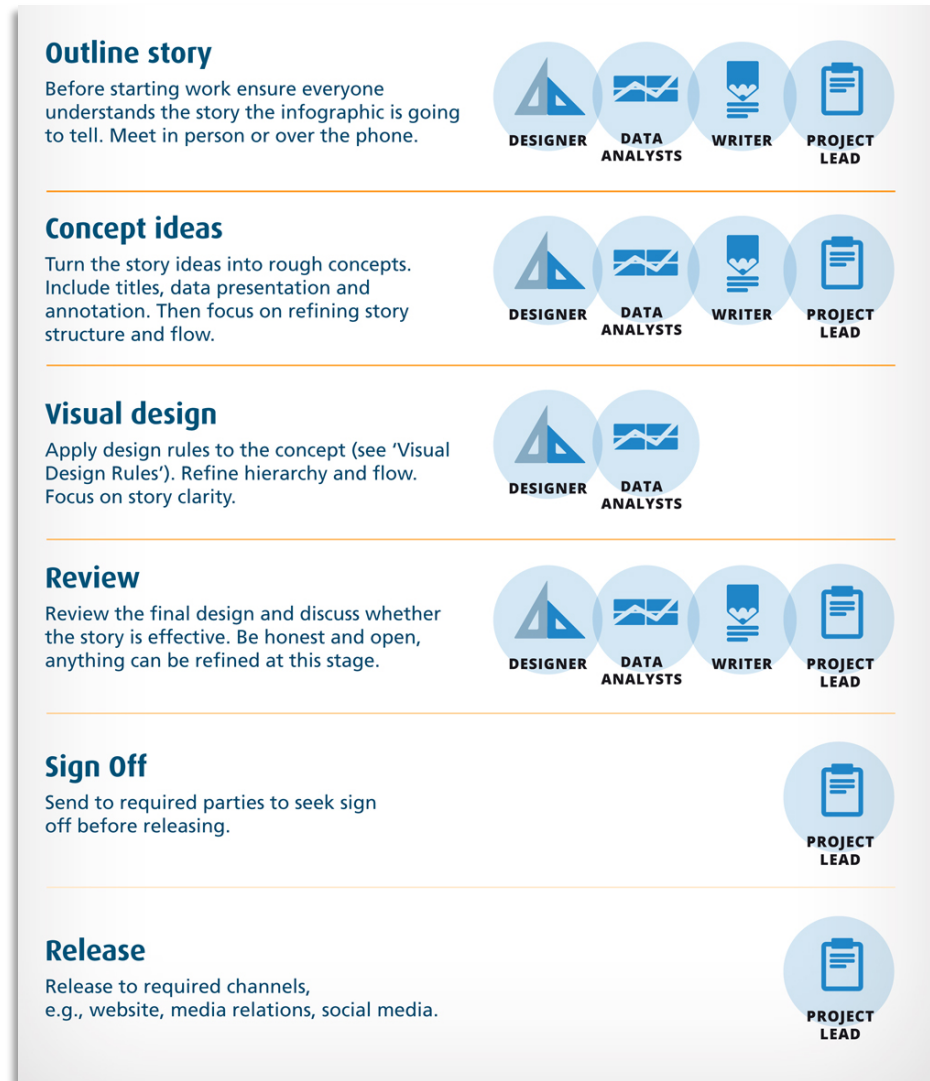 Outline story
Before starting work ensure everyone
understands the story the infographic is going
to tell. Meet in person or over the phone.
DESIGNER
DATA
ANALYSTS
WRITER
PROJECT
LEAD
Concept ideas
Turn the story ideas into rough concepts.
Include titles, data presentation and
annotation. Then focus on refining story
structure and flow.
DESIGNER
DATA
ANALYSTS
WRITER
PROJECT
LEAD
Visual design
Apply design rules to the concept (see ‘Visual
Design Rules’). Refine hierarchy and flow.
Focus on story clarity.
DESIGNER
DATA
ANALYSTS
Review
Review the final design and discuss whether
the story is effective. Be honest and open,
anything can be refined at this stage.
DESIGNER
DATA
ANALYSTS
WRITER
PROJECT
LEAD
Sign Off
Send to required parties to seek sign
off before releasing.
PROJECT
LEAD
Release
Release to required channels,
e.g., website, media relations, social media.
PROJECT
LEAD